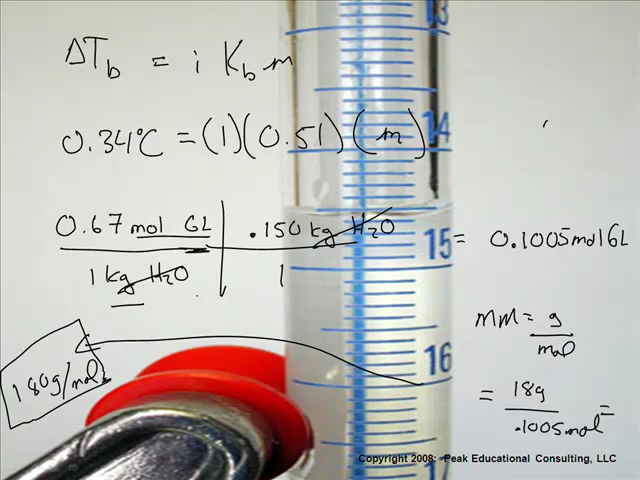 ΔTb = i Kb m
0.34°C = (1)(0.51)(m)
0.67 mol GL | .150 kg H2O = 0.1005 mol GL
1 kg H2O | 1
MM = g
mol
180 g/mol
= 18g =
.1005 mol
13
14
15
16
17
Copyright 2008: Peak Educational Consulting, LLC